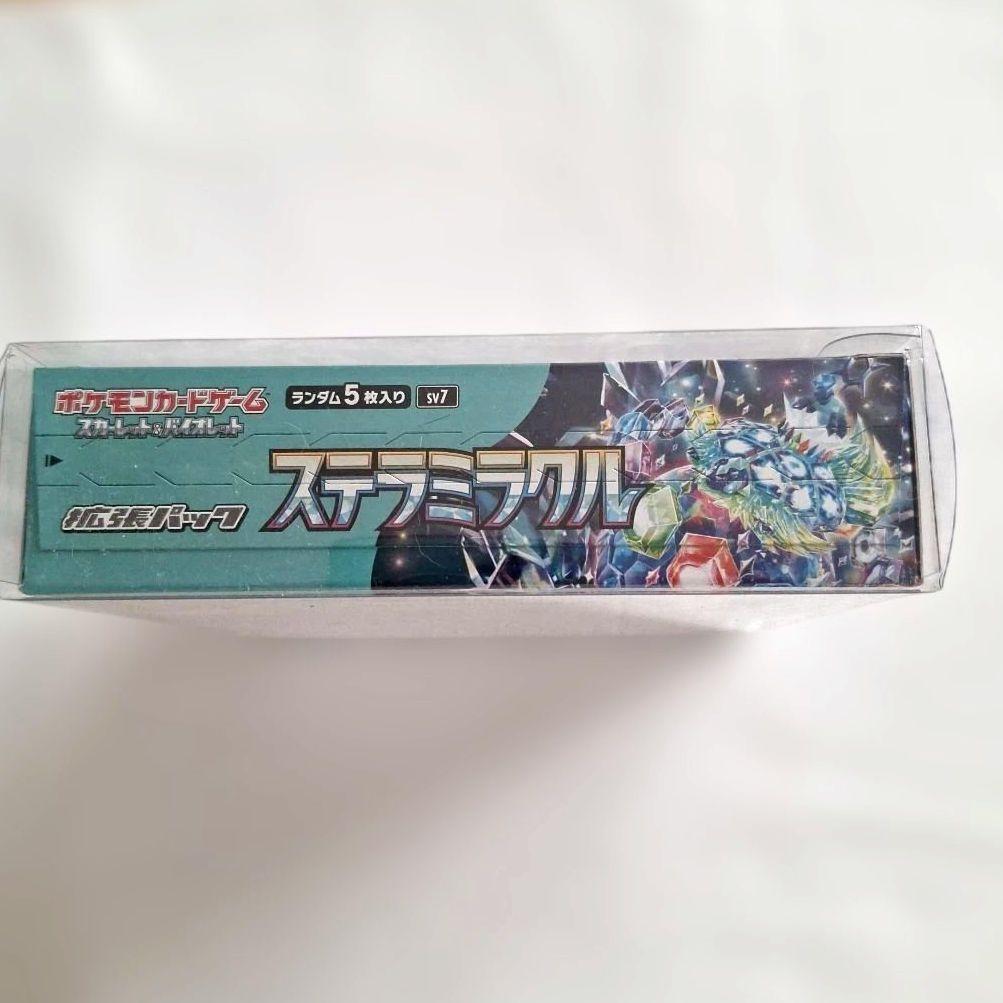 ポケモンカードゲーム
スカーレット&バイオレット
ランダム5枚入り
SV7
拡張パック
ステラミラクル